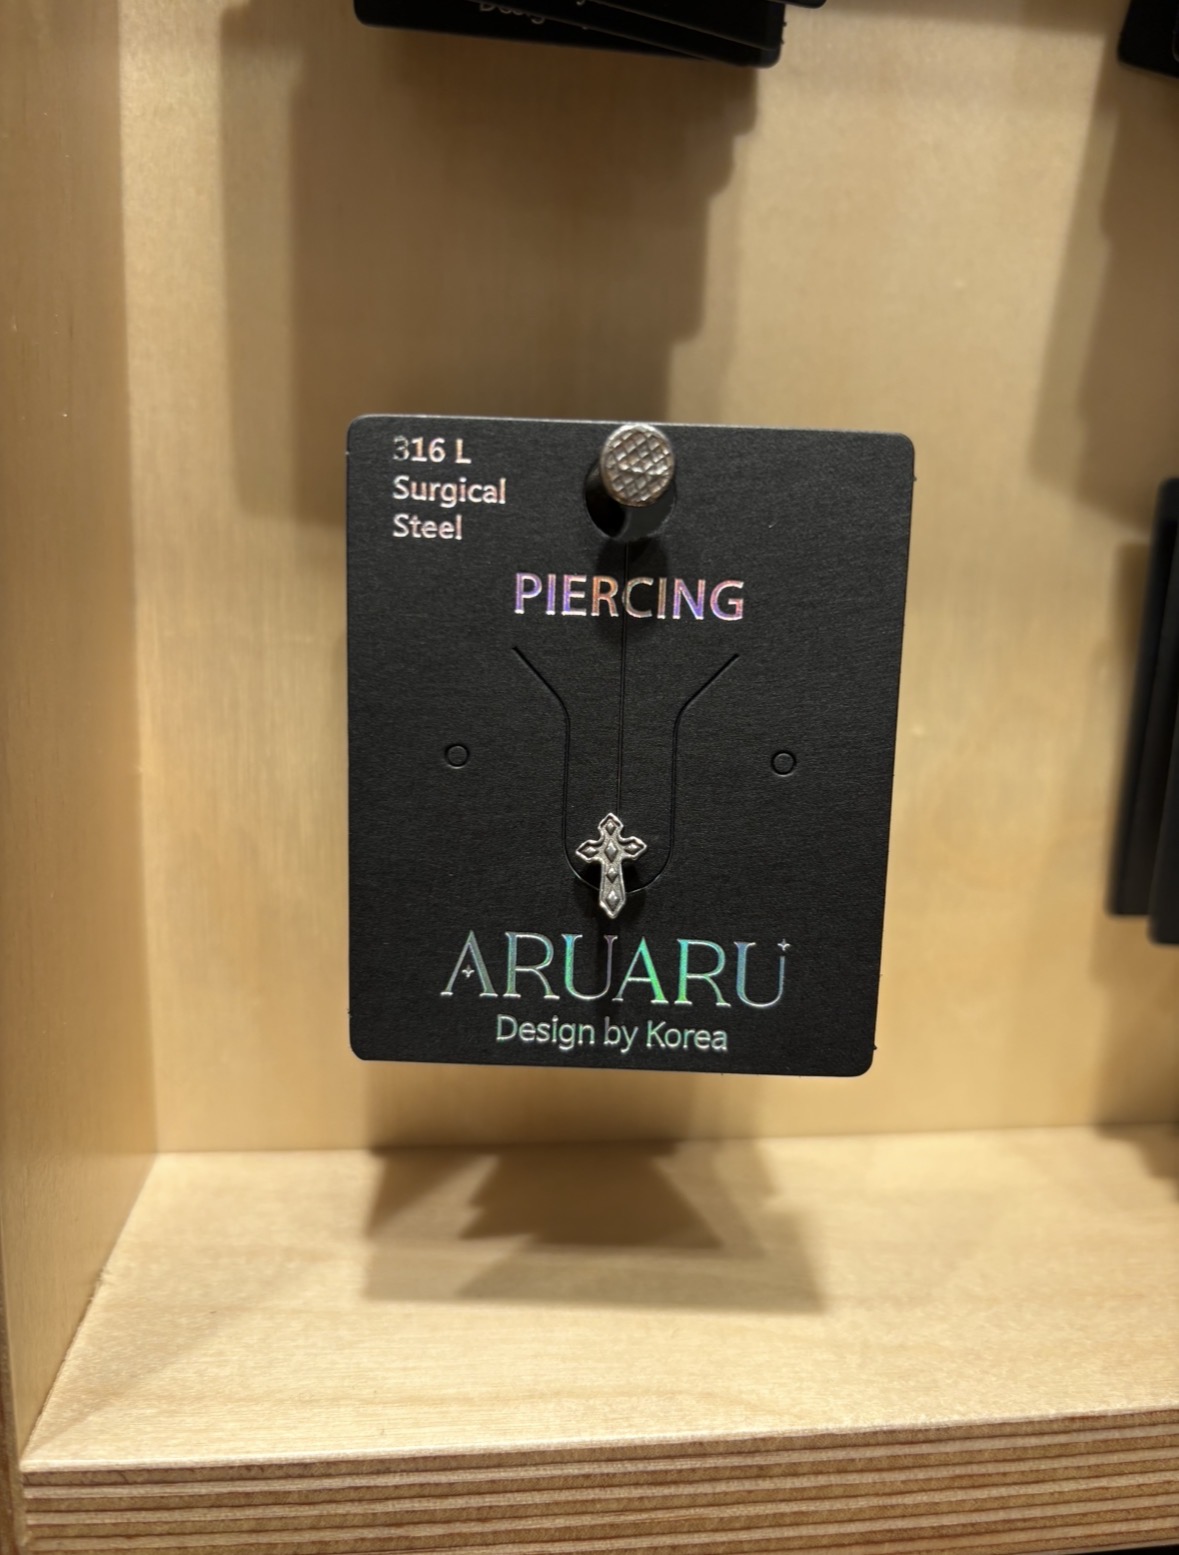 316 L
Surgical
Steel
PIERCING
ARUARU
Design by Korea